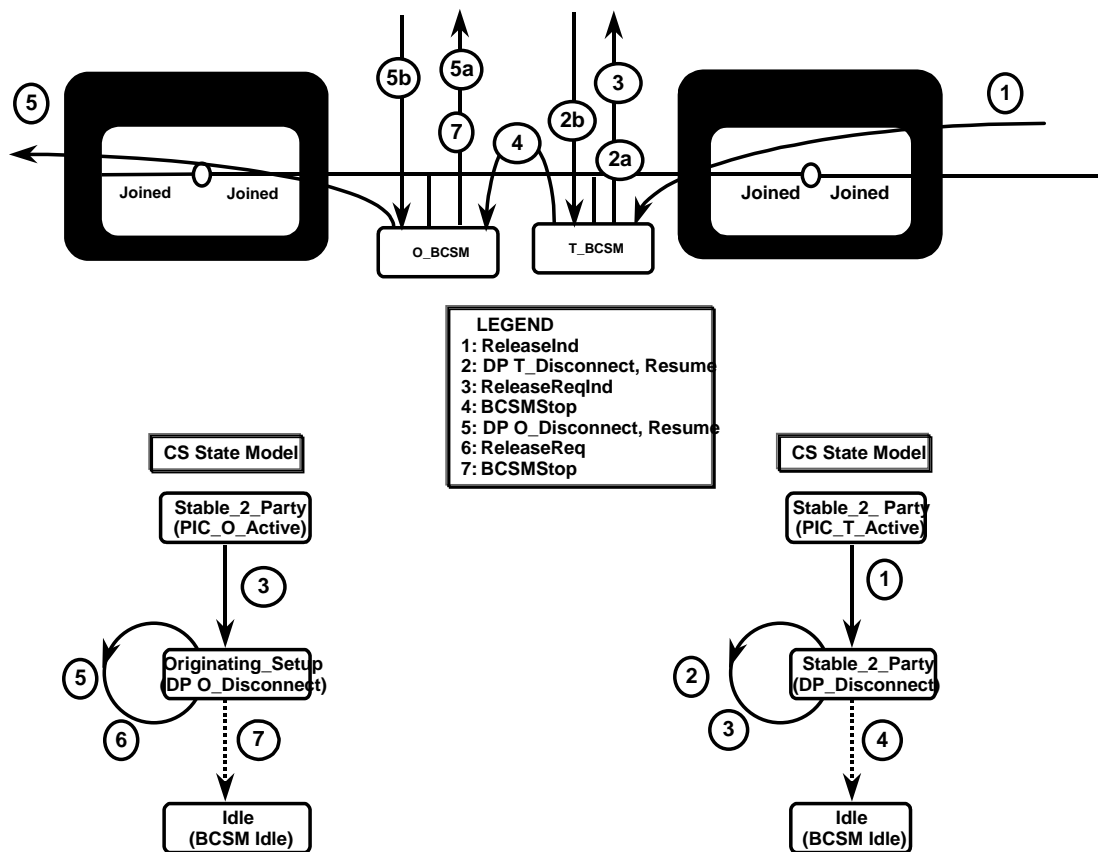 5
5b
5a
7
4
2b
3
2a
1
Joined
Joined
Joined
Joined
O_BCSM
T_BCSM
LEGEND
1: ReleaseInd
2: DP T_Disconnect, Resume
3: ReleaseReqInd
4: BCSMStop
5: DP O_Disconnect, Resume
6: ReleaseReq
7: BCSMStop
CS State Model
Stable_2_Party
(PIC_O_Active)
3
Originating_Setup
(DP O_Disconnect)
5
6
7
Idle
(BCSM Idle)
CS State Model
Stable_2_ Party
(PIC_T_Active)
1
Stable_2_Party
(DP_Disconnect)
2
3
4
Idle
(BCSM Idle)